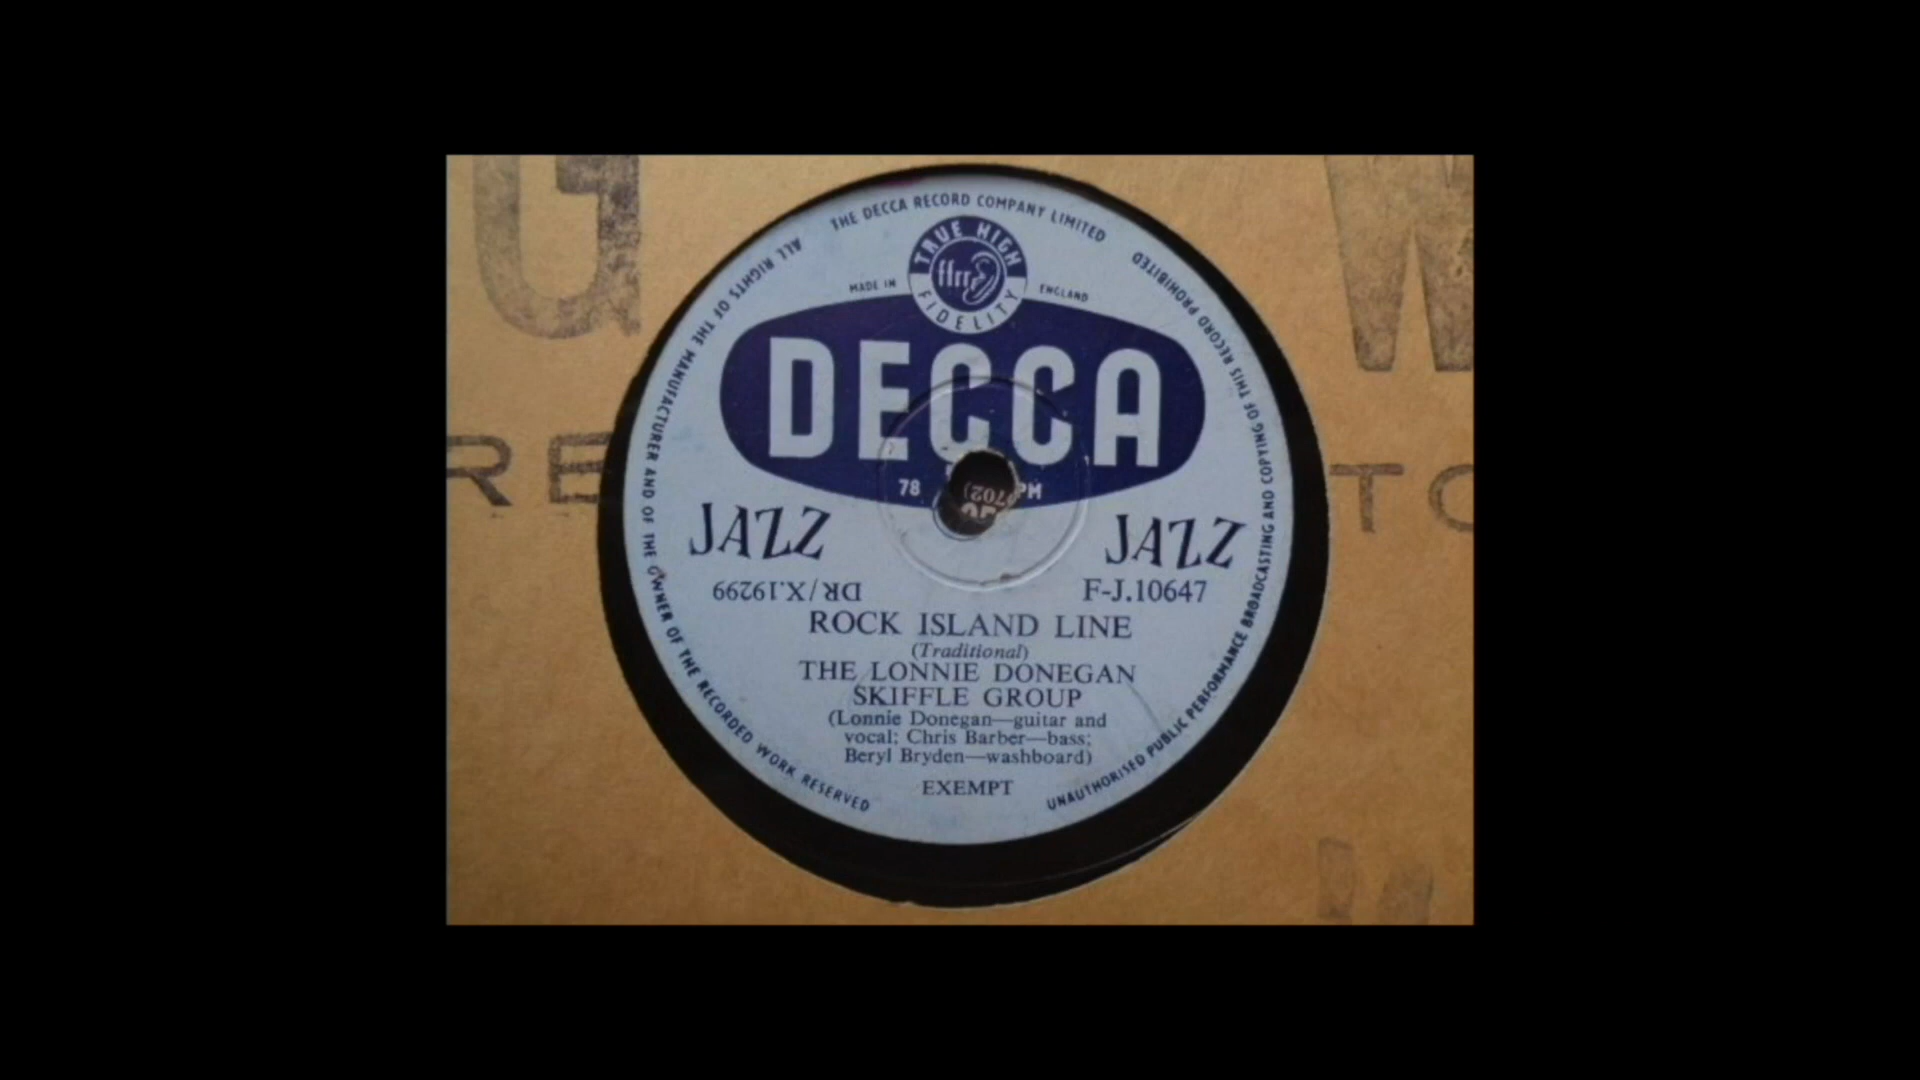 THE DECCA RECORD COMPANY LIMITED
ALL RIGHTS OF THE MANUFACTURER AND OF THE OWNER OF THE RECORDED WORK RESERVED
UNAUTHORISED PUBLIC PERFORMANCE BROADCASTING AND COPYING OF THIS RECORD PROHIBITED
TRUE HIGH
ffrr
FIDELITY
MADE IN ENGLAND
DECCA
78
JAZZ JAZZ
DR/X.19299 F-J.10647
ROCK ISLAND LINE
(Traditional)
THE LONNIE DONEGAN
SKIFFLE GROUP
(Lonnie Donegan—guitar and
vocal; Chris Barber—bass;
Beryl Bryden—washboard)
EXEMPT